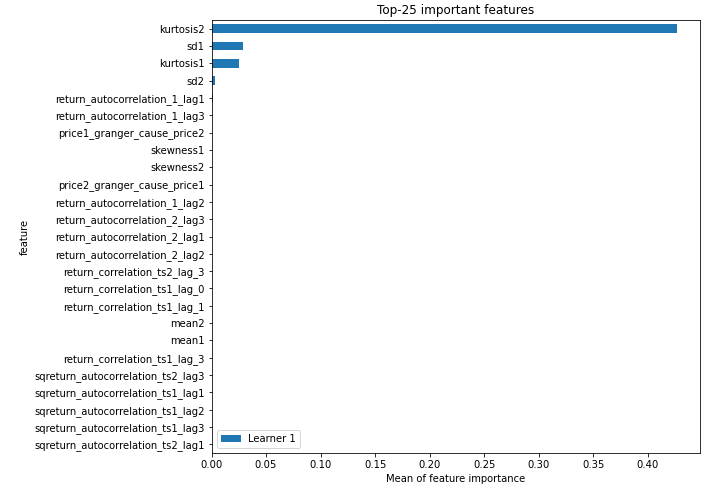 Top-25 important features
kurtosis2
sd1
kurtosis1
sd2
return_autocorrelation_1_lag1
return_autocorrelation_1_lag3
price1_granger_cause_price2
skewness1
skewness2
price2_granger_cause_price1
return_autocorrelation_1_lag2
return_autocorrelation_2_lag3
return_autocorrelation_2_lag1
return_autocorrelation_2_lag2
return_correlation_ts2_lag_3
return_correlation_ts1_lag_0
return_correlation_ts1_lag_1
mean2
mean1
return_correlation_ts1_lag_3
sqreturn_autocorrelation_ts2_lag3
sqreturn_autocorrelation_ts1_lag1
sqreturn_autocorrelation_ts1_lag2
sqreturn_autocorrelation_ts1_lag3
sqreturn_autocorrelation_ts2_lag1
feature
Learner 1
0.00 0.05 0.10 0.15 0.20 0.25 0.30 0.35 0.40
Mean of feature importance